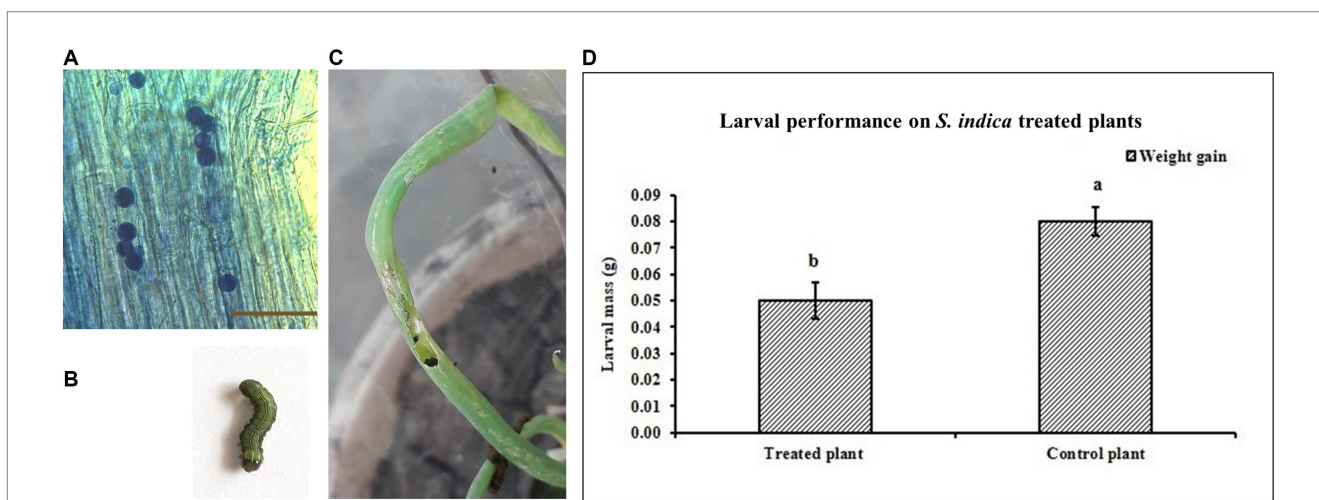 A
B
C
D
Larval performance on S. indica treated plants
Weight gain
0.09
0.08
0.07
0.06
0.05
0.04
0.03
0.02
0.01
0.00
Larval mass (g)
b
a
Treated plant
Control plant